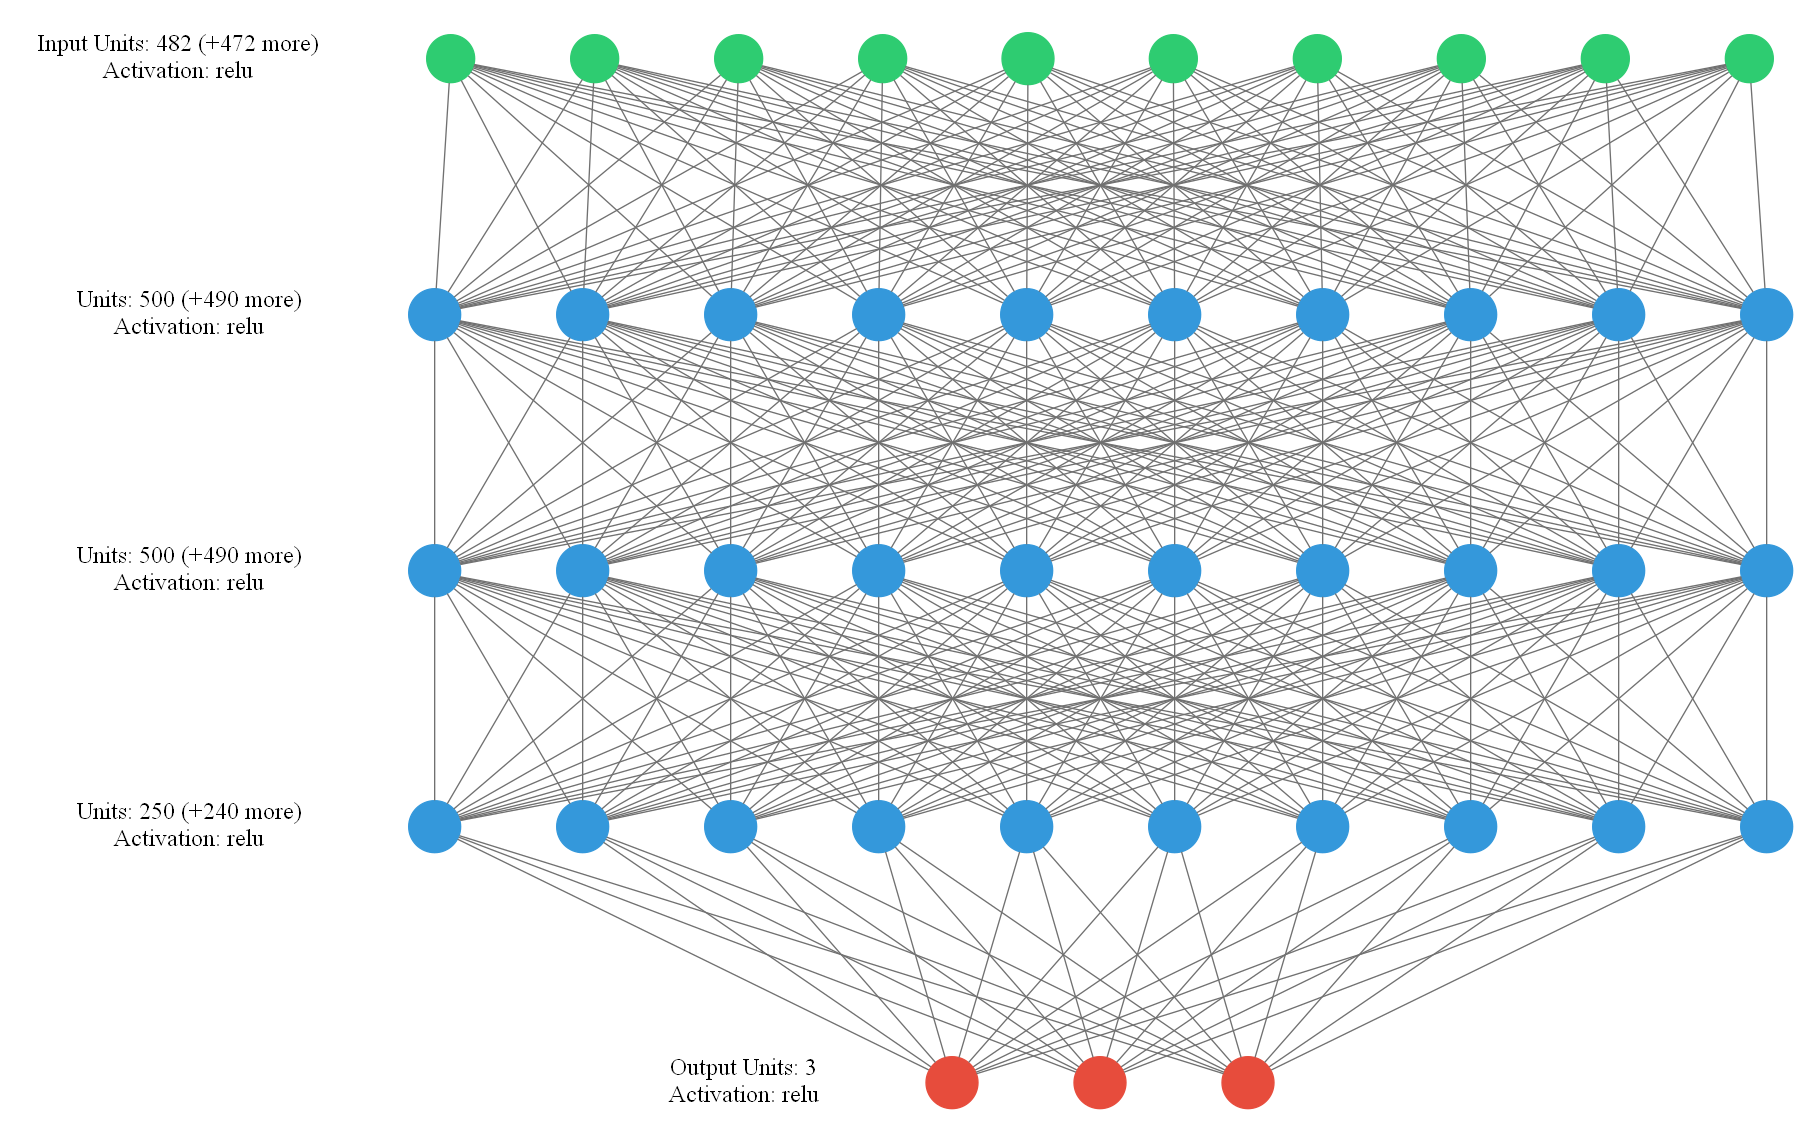 Input Units: 482 (+472 more)
Activation: relu
Units: 500 (+490 more)
Activation: relu
Units: 500 (+490 more)
Activation: relu
Units: 250 (+240 more)
Activation: relu
Output Units: 3
Activation: relu